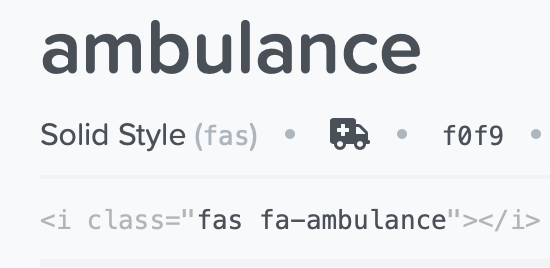 ambulance
Solid Style (fas) • • f0f9 •
<i class="fas fa-ambulance"></i>